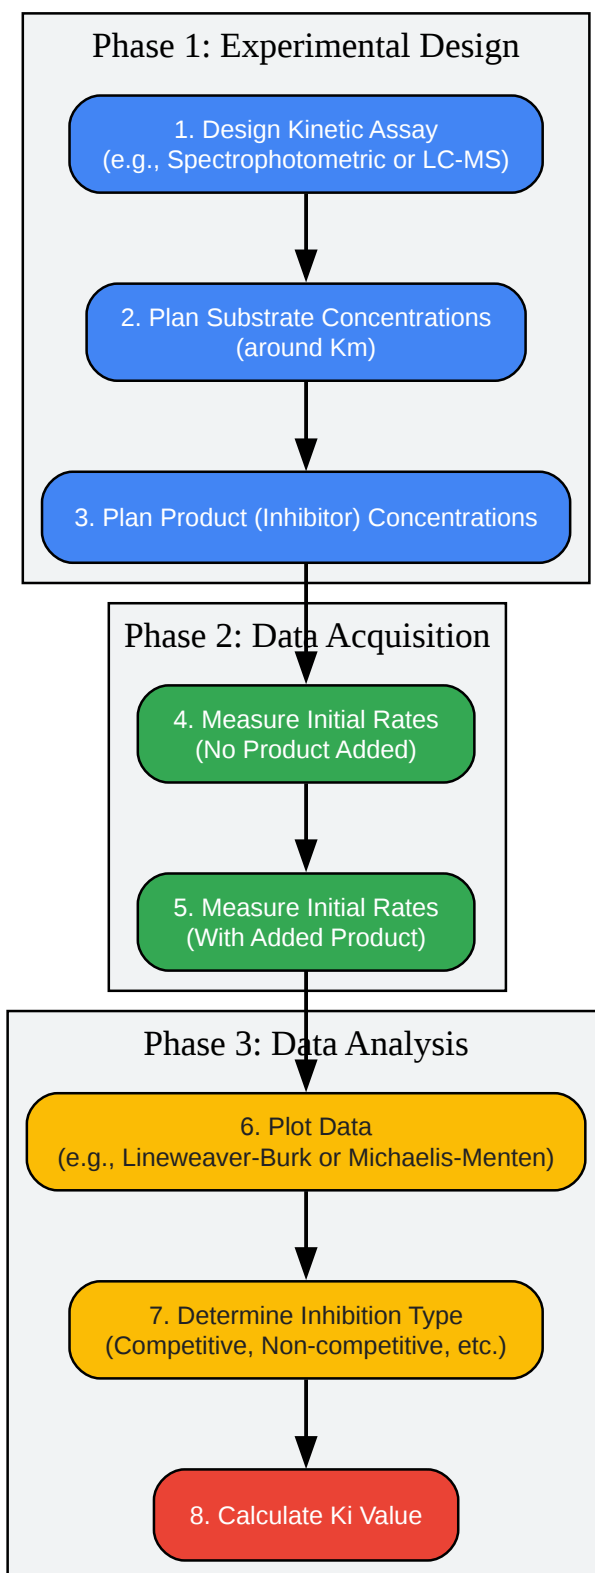 Phase 1: Experimental Design
1. Design Kinetic Assay
(e.g., Spectrophotometric or LC-MS)
2. Plan Substrate Concentrations
(around Km)
3. Plan Product (Inhibitor) Concentrations
Phase 2: Data Acquisition
4. Measure Initial Rates
(No Product Added)
5. Measure Initial Rates
(With Added Product)
Phase 3: Data Analysis
6. Plot Data
(e.g., Lineweaver-Burk or Michaelis-Menten)
7. Determine Inhibition Type
(Competitive, Non-competitive, etc.)
8. Calculate Ki Value